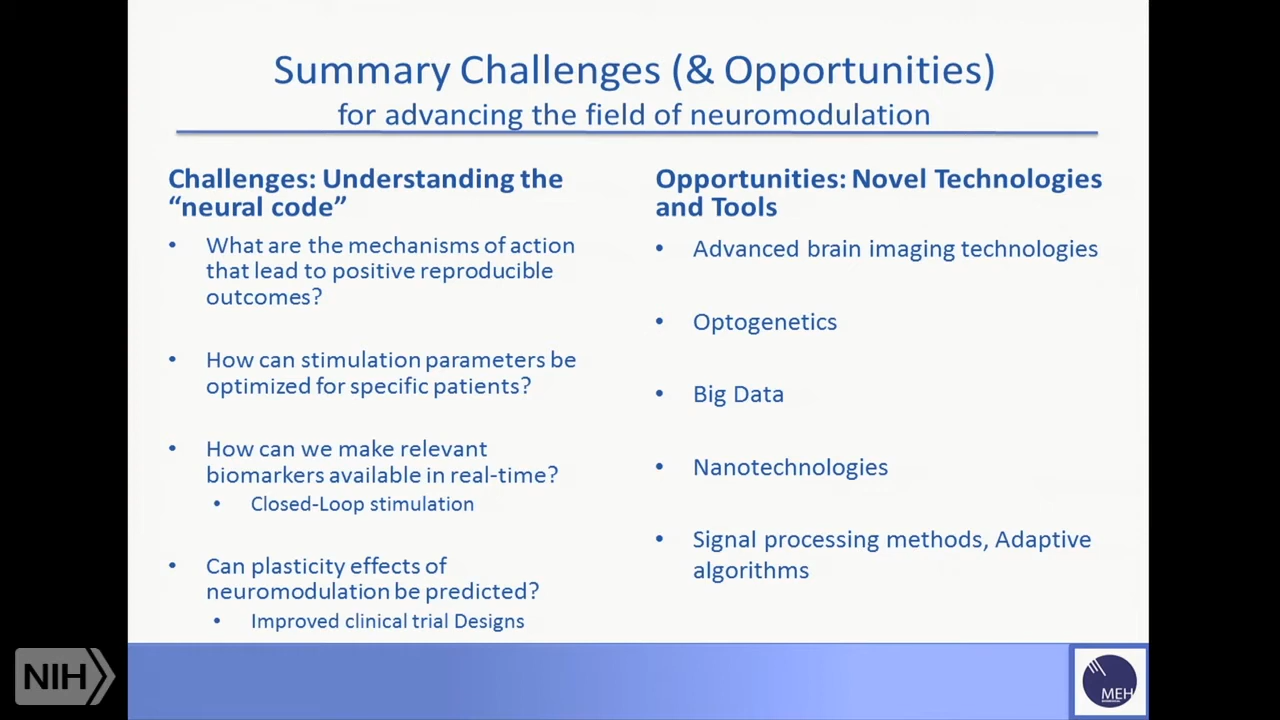 Summary Challenges (& Opportunities)
for advancing the field of neuromodulation
Challenges: Understanding the
“neural code”
• What are the mechanisms of action
that lead to positive reproducible
outcomes?
• How can stimulation parameters be
optimized for specific patients?
• How can we make relevant
biomarkers available in real-time?
• Closed-Loop stimulation
• Can plasticity effects of
neuromodulation be predicted?
• Improved clinical trial Designs
Opportunities: Novel Technologies
and Tools
• Advanced brain imaging technologies
• Optogenetics
• Big Data
• Nanotechnologies
• Signal processing methods, Adaptive
algorithms
NIH
MEH